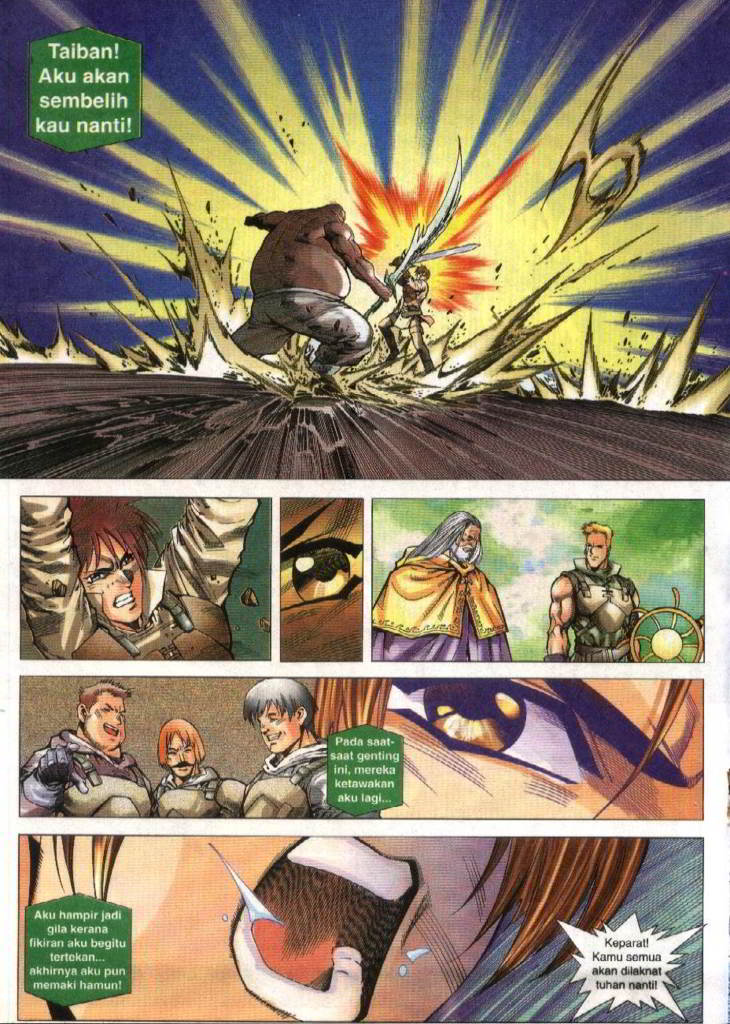 Taiban!
Aku akan
sembelih
kau nanti!
Pada saat-
saat genting
ini, mereka
ketawakan
aku lagi...
Aku hampir jadi
gila kerana
fikiran aku begitu
tertekan...
akhirnya aku pun
memaki hamun!
Keparat!
Kamu semua
akan dilaknat
tuhan nanti!